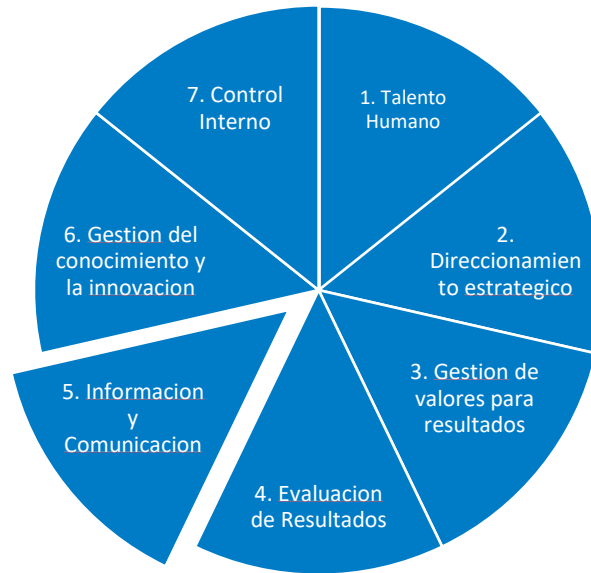 1. Talento
Humano
2.
Direccionamien
to estrategico
3. Gestion de
valores para
resultados
4. Evaluacion
de Resultados
5. Informacion
y
Comunicacion
6. Gestion del
conocimiento y
la innovacion
7. Control
Interno